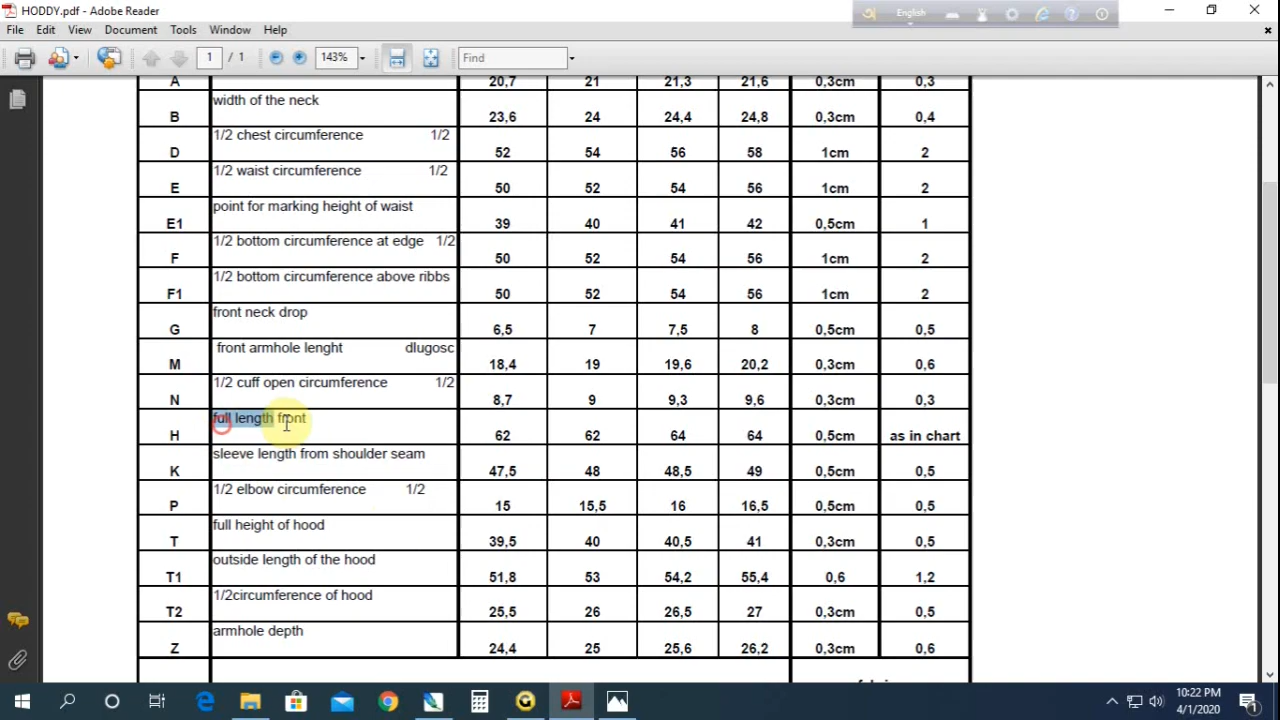 HODDY.pdf - Adobe Reader
English
File Edit View Document Tools Window Help
1 / 1 143% Find
A 20,7 21 21,3 21,6 0,3cm 0,3
width of the neck
B 23,6 24 24,4 24,8 0,3cm 0,4
1/2 chest circumference 1/2
D 52 54 56 58 1cm 2
1/2 waist circumference 1/2
E 50 52 54 56 1cm 2
point for marking height of waist
E1 39 40 41 42 0,5cm 1
1/2 bottom circumference at edge 1/2
F 50 52 54 56 1cm 2
1/2 bottom circumference above ribbs
F1 50 52 54 56 1cm 2
front neck drop
G 6,5 7 7,5 8 0,5cm 0,5
front armhole lenght dlugosc
M 18,4 19 19,6 20,2 0,3cm 0,6
1/2 cuff open circumference 1/2
N 8,7 9 9,3 9,6 0,3cm 0,3
full length front
H 62 62 64 64 0,5cm as in chart
sleeve length from shoulder seam
K 47,5 48 48,5 49 0,5cm 0,5
1/2 elbow circumference 1/2
P 15 15,5 16 16,5 0,5cm 0,5
full height of hood
T 39,5 40 40,5 41 0,3cm 0,5
outside length of the hood
T1 51,8 53 54,2 55,4 0,6 1,2
1/2circumference of hood
T2 25,5 26 26,5 27 0,3cm 0,5
armhole depth
Z 24,4 25 25,6 26,2 0,3cm 0,6
10:22 PM
4/1/2020
1